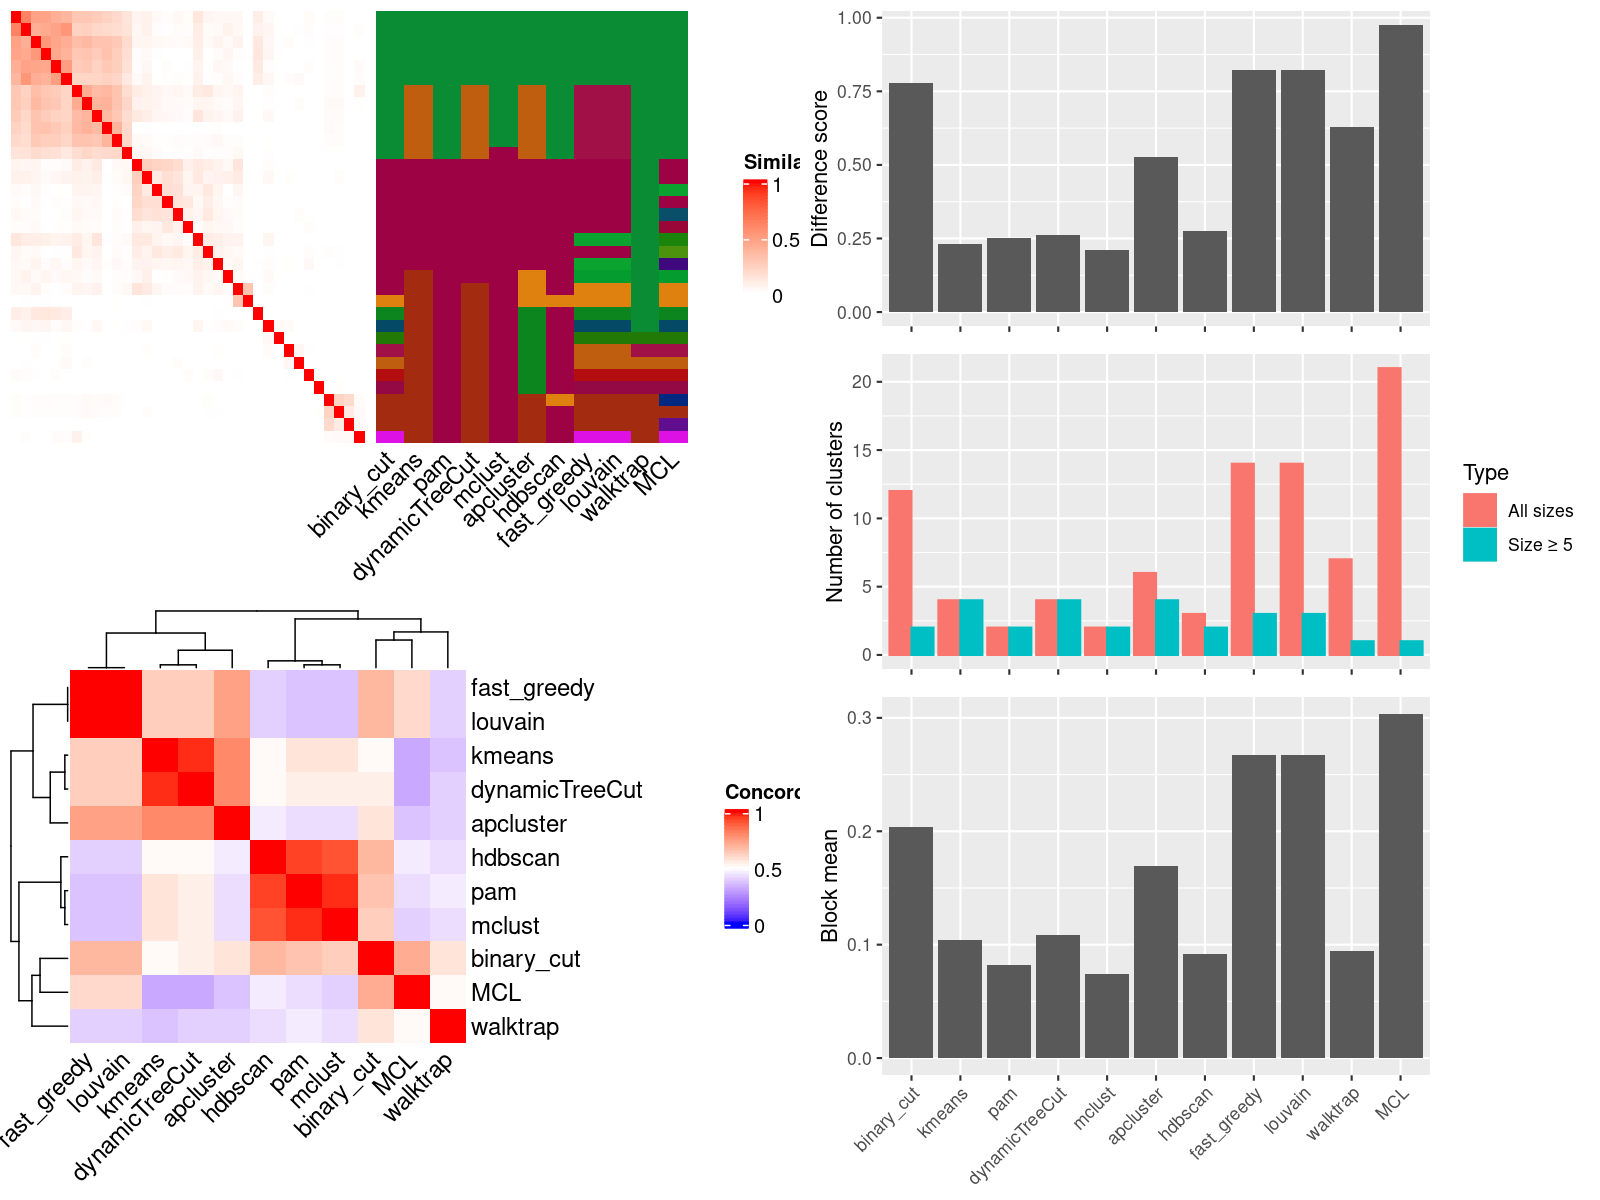 Simila
1
0.5
0
binary_cut
kmeans
pam
dynamicTreeCut
mclust
apcluster
hdbscan
fast_greedy
louvain
walktrap
MCL
fast_greedy
louvain
kmeans
dynamicTreeCut
apcluster
hdbscan
pam
mclust
binary_cut
MCL
walktrap
Concord
1
0.5
0
fast_greedy
louvain
kmeans
dynamicTreeCut
apcluster
hdbscan
pam
mclust
binary_cut
MCL
walktrap
Difference score
1.00
0.75
0.50
0.25
0.00
Number of clusters
20
15
10
5
0
Type
All sizes
Size ≥ 5
Block mean
0.3
0.2
0.1
0.0
binary_cut
kmeans
pam
dynamicTreeCut
mclust
apcluster
hdbscan
fast_greedy
louvain
walktrap
MCL